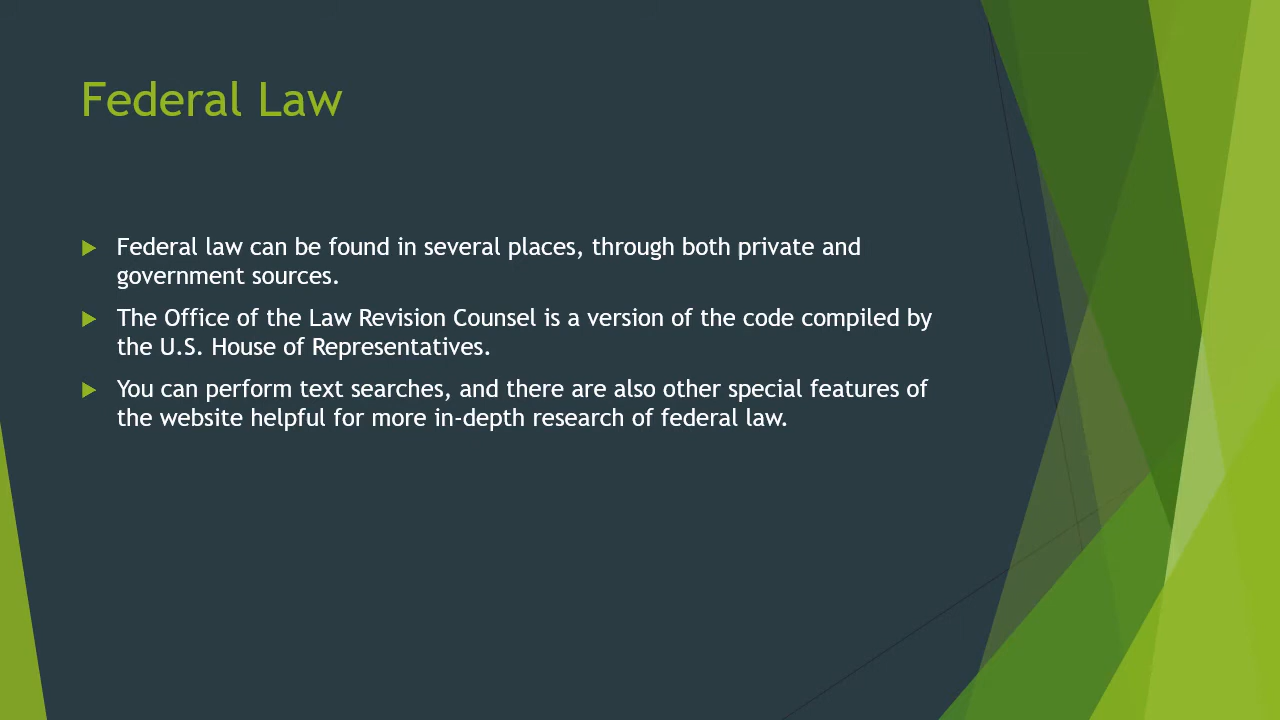 Federal Law
Federal law can be found in several places, through both private and
government sources.
The Office of the Law Revision Counsel is a version of the code compiled by
the U.S. House of Representatives.
You can perform text searches, and there are also other special features of
the website helpful for more in-depth research of federal law.